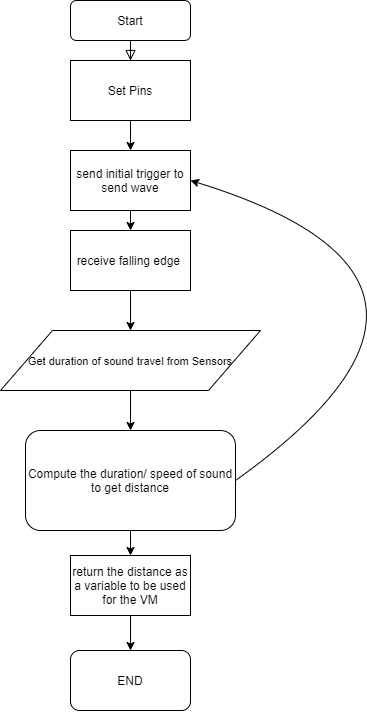 Start
Set Pins
send initial trigger to
send wave
receive falling edge
Get duration of sound travel from Sensors
Compute the duration/ speed of sound
to get distance
return the distance as
a variable to be used
for the VM
END